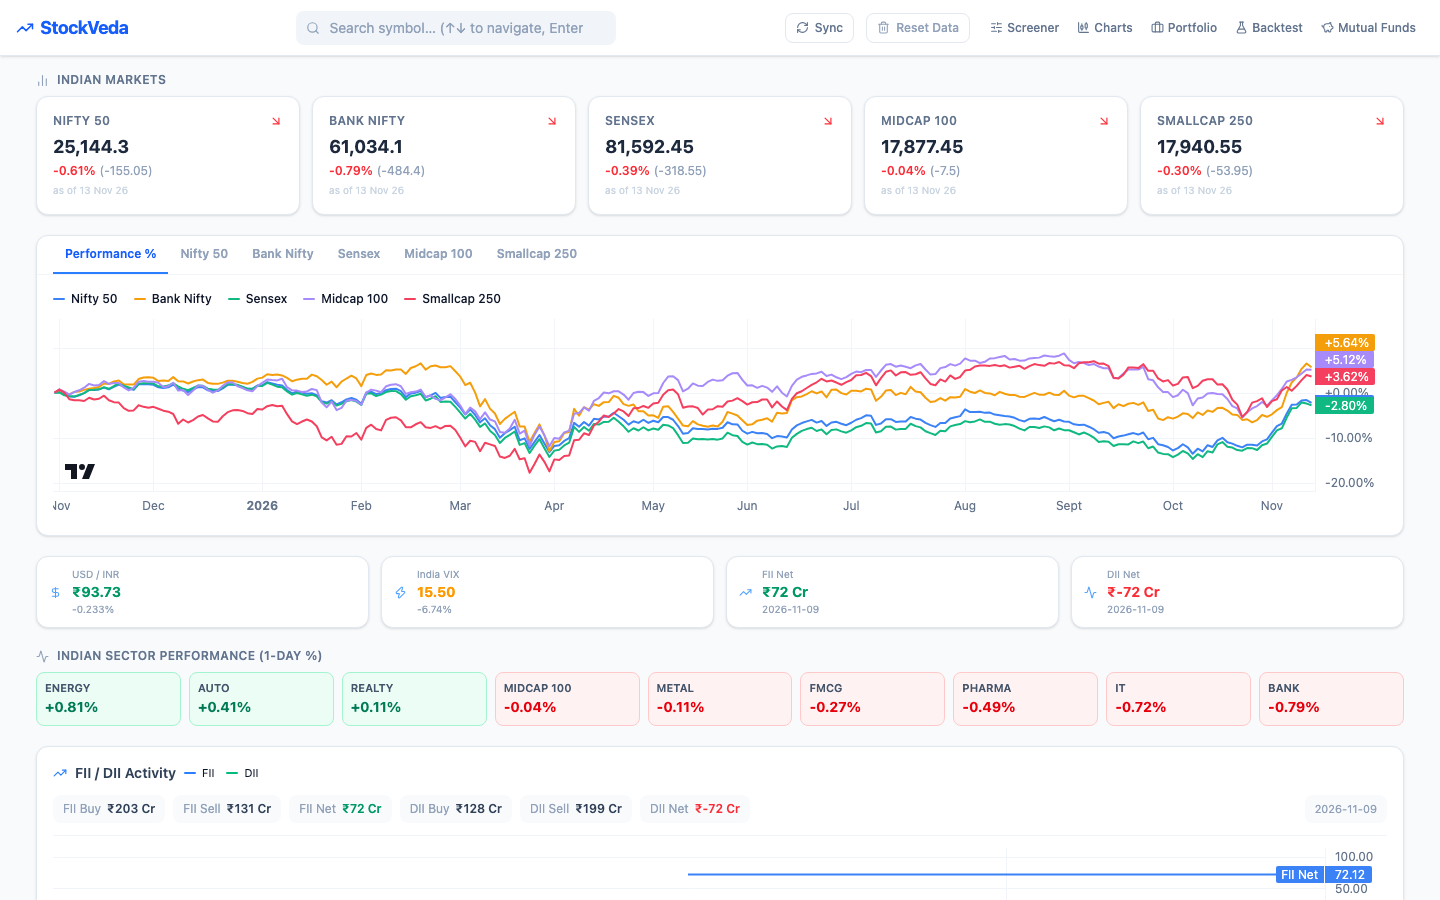 StockVeda
Search symbol... (↑↓ to navigate, Enter
Sync
Reset Data
Screener
Charts
Portfolio
Backtest
Mutual Funds
INDIAN MARKETS
NIFTY 50
25,144.3
-0.61% (-155.05)
as of 13 Nov 26
BANK NIFTY
61,034.1
-0.79% (-484.4)
as of 13 Nov 26
SENSEX
81,592.45
-0.39% (-318.55)
as of 13 Nov 26
MIDCAP 100
17,877.45
-0.04% (-7.5)
as of 13 Nov 26
SMALLCAP 250
17,940.55
-0.30% (-53.95)
as of 13 Nov 26
Performance % Nifty 50 Bank Nifty Sensex Midcap 100 Smallcap 250
Nifty 50 Bank Nifty Sensex Midcap 100 Smallcap 250
+5.64%
+5.12%
+3.62%
+0.00%
-2.80%
-10.00%
-20.00%
Nov Dec 2026 Feb Mar Apr May Jun Jul Aug Sept Oct Nov
USD / INR
₹93.73
-0.233%
India VIX
15.50
-6.74%
FII Net
₹72 Cr
2026-11-09
DII Net
₹-72 Cr
2026-11-09
INDIAN SECTOR PERFORMANCE (1-DAY %)
ENERGY
+0.81%
AUTO
+0.41%
REALTY
+0.11%
MIDCAP 100
-0.04%
METAL
-0.11%
FMCG
-0.27%
PHARMA
-0.49%
IT
-0.72%
BANK
-0.79%
FII / DII Activity FII DII
FII Buy ₹203 Cr FII Sell ₹131 Cr FII Net ₹72 Cr DII Buy ₹128 Cr DII Sell ₹199 Cr DII Net ₹-72 Cr 2026-11-09
100.00
FII Net 72.12
50.00